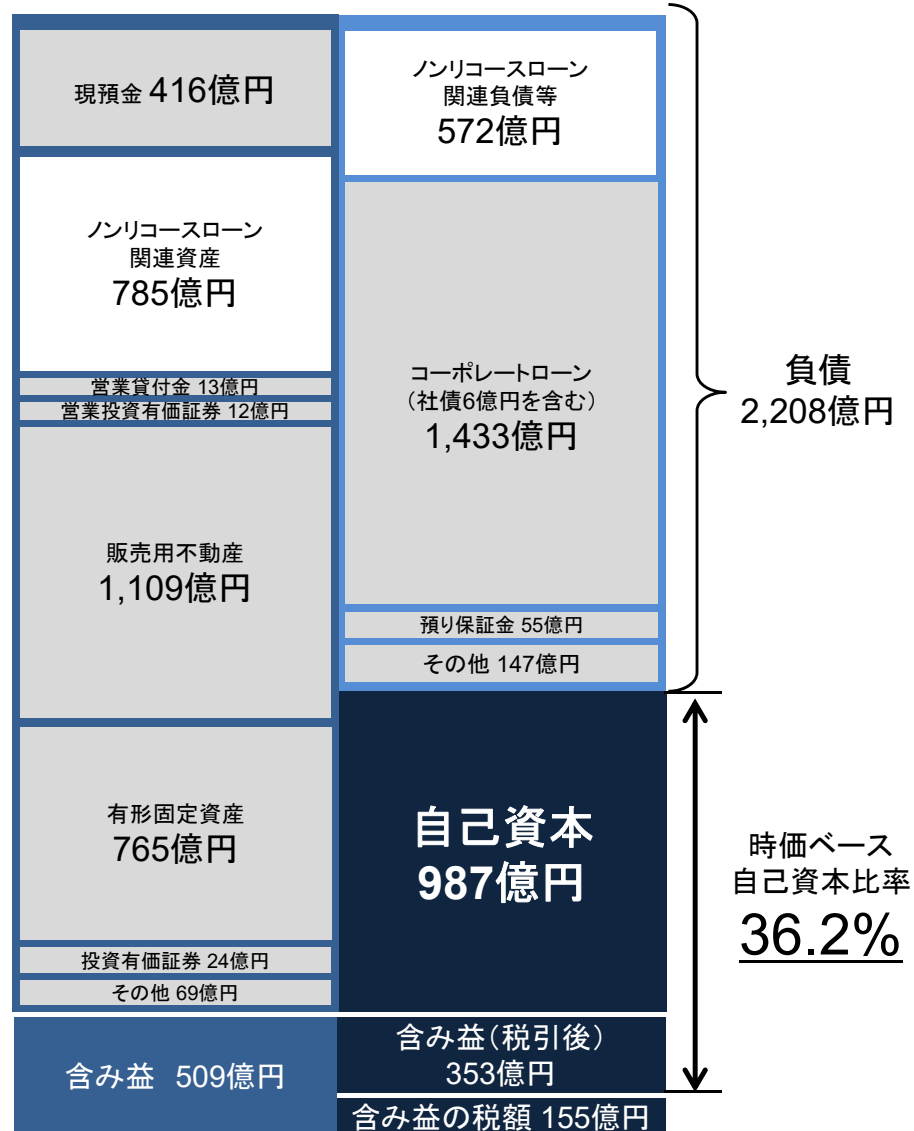 現預金 416億円
ノンリコースローン
関連資産
785億円
営業貸付金 13億円
営業投資有価証券 12億円
販売用不動産
1,109億円
有形固定資産
765億円
投資有価証券 24億円
その他 69億円
含み益 509億円
ノンリコースローン
関連負債等
572億円
コーポレートローン
(社債6億円を含む)
1,433億円
預り保証金 55億円
その他 147億円
自己資本
987億円
含み益(税引後)
353億円
含み益の税額 155億円
負債
2,208億円
時価ベース
自己資本比率
36.2%